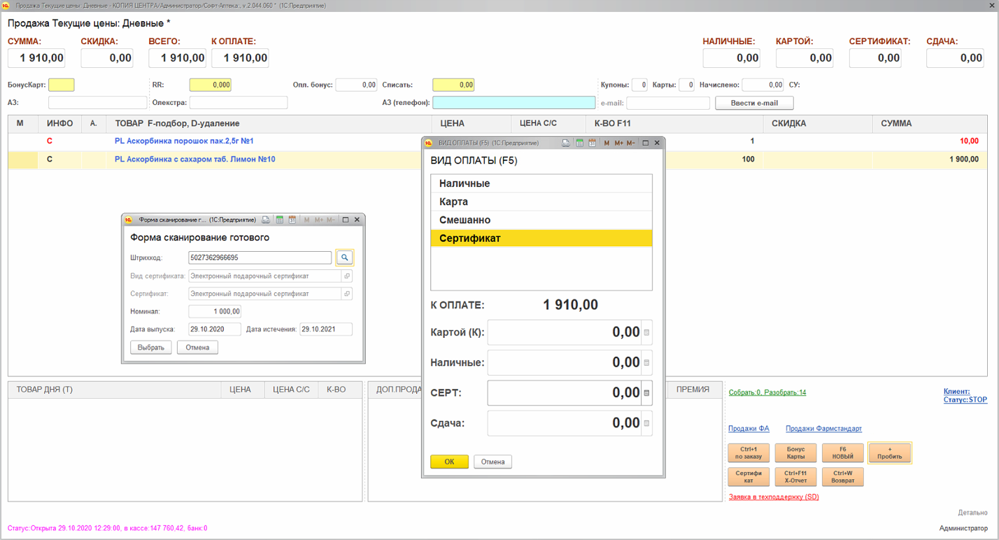 Продажа Текущие цены: Дневные - КОПИЯ ЦЕНТРА/Администратор/Софт-Аптека:, v.2.044.060 * (1С:Предприятие)
Продажа Текущие цены: Дневные *
СУММА: СКИДКА: ВСЕГО: К ОПЛАТЕ: НАЛИЧНЫЕ: КАРТОЙ: СЕРТИФИКАТ: СДАЧА:
1 910,00 0,00 1 910,00 1 910,00 0,00 0,00 0,00 0,00
БонусКарт: RR: 0,000 Опл. бонус: 0,00 Списать: 0,00 Купоны: 0 Карты: 0 Начислено: 0,00 СУ:
АЗ: Олекстра: АЗ (телефон): e-mail: Ввести e-mail
М ИНФО А. ТОВАР F-подбор, D-удаление ЦЕНА ЦЕНА С/С К-ВО F11 СКИДКА СУММА
С PL Аскорбинка порошок пак.2,5г №1 1 10,00
С PL Аскорбинка с сахаром таб. Лимон №10 100 1 900,00
Форма сканирование г... (1С:Предприятие) M M+ M-
Форма сканирование готового
Штрихкод: 5027362966695
Вид сертификата: Электронный подарочный сертификат
Сертификат: Электронный подарочный сертификат
Номинал: 1 000,00
Дата выпуска: 29.10.2020 Дата истечения: 29.10.2021
Выбрать Отмена
ВИД ОПЛАТЫ (F5) (1С:Предприятие) M M+ M-
ВИД ОПЛАТЫ (F5)
Наличные
Карта
Смешанно
Сертификат
К ОПЛАТЕ: 1 910,00
Картой (К): 0,00
Наличные: 0,00
СЕРТ: 0,00
Сдача: 0,00
ОК Отмена
ТОВАР ДНЯ (Т) ЦЕНА ЦЕНА С/С К-ВО
ДОП.ПРОДА ПРЕМИЯ
Собрать:0, Разобрать:14
Клиент:
Статус:STOP
Продажи ФА Продажи Фармстандарт
Ctrl+1
по заказу
Бонус
Карты
F6
НОВЫЙ
+
Пробить
Сертифи
кат
Ctrl+F11
X-Отчет
Ctrl+W
Возврат
Заявка в техподдержку (SD)
Детально
Статус:Открыта 29.10.2020 12:29:00, в кассе:147 760,42, банк:0
Администратор